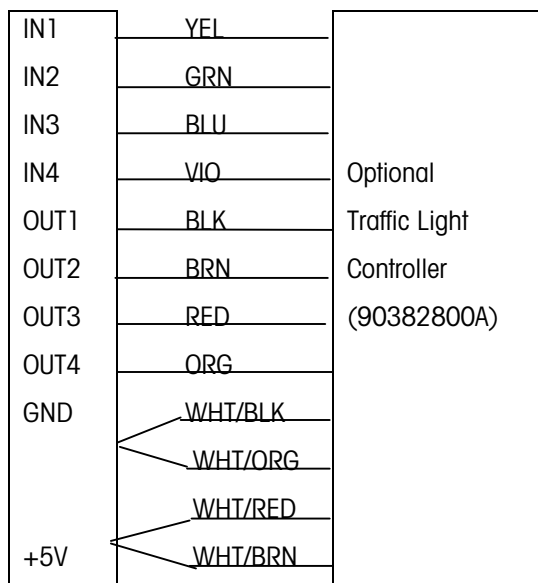 IN1 YEL
IN2 GRN
IN3 BLU
IN4 VIO Optional
OUT1 BLK Traffic Light
OUT2 BRN Controller
OUT3 RED (90382800A)
OUT4 ORG
GND WHT/BLK
WHT/ORG
WHT/RED
+5V WHT/BRN